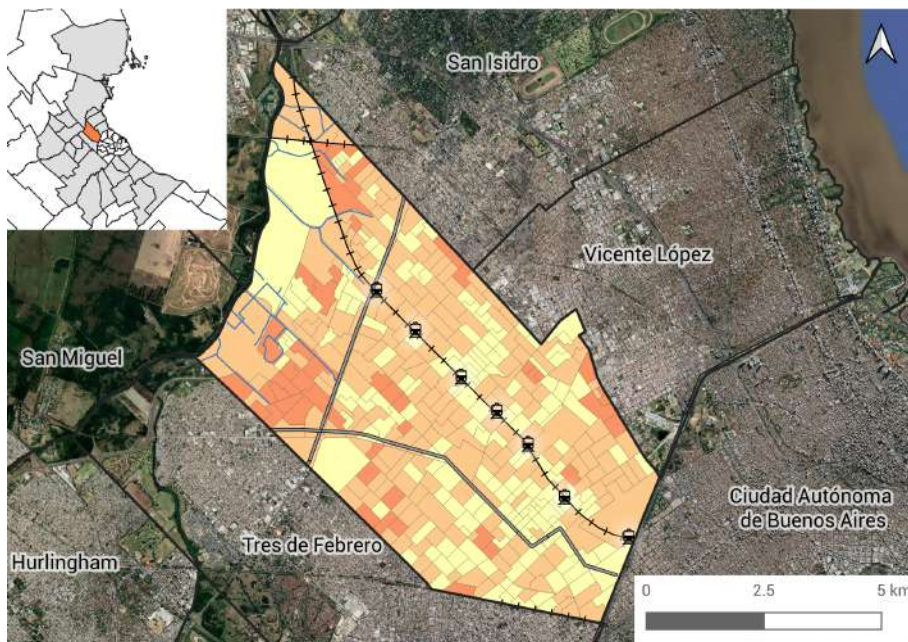 San Isidro
Vicente López
San Miguel
Ciudad Autónoma
de Buenos Aires
Tres de Febrero
Hurlingham
0 2.5 5 km